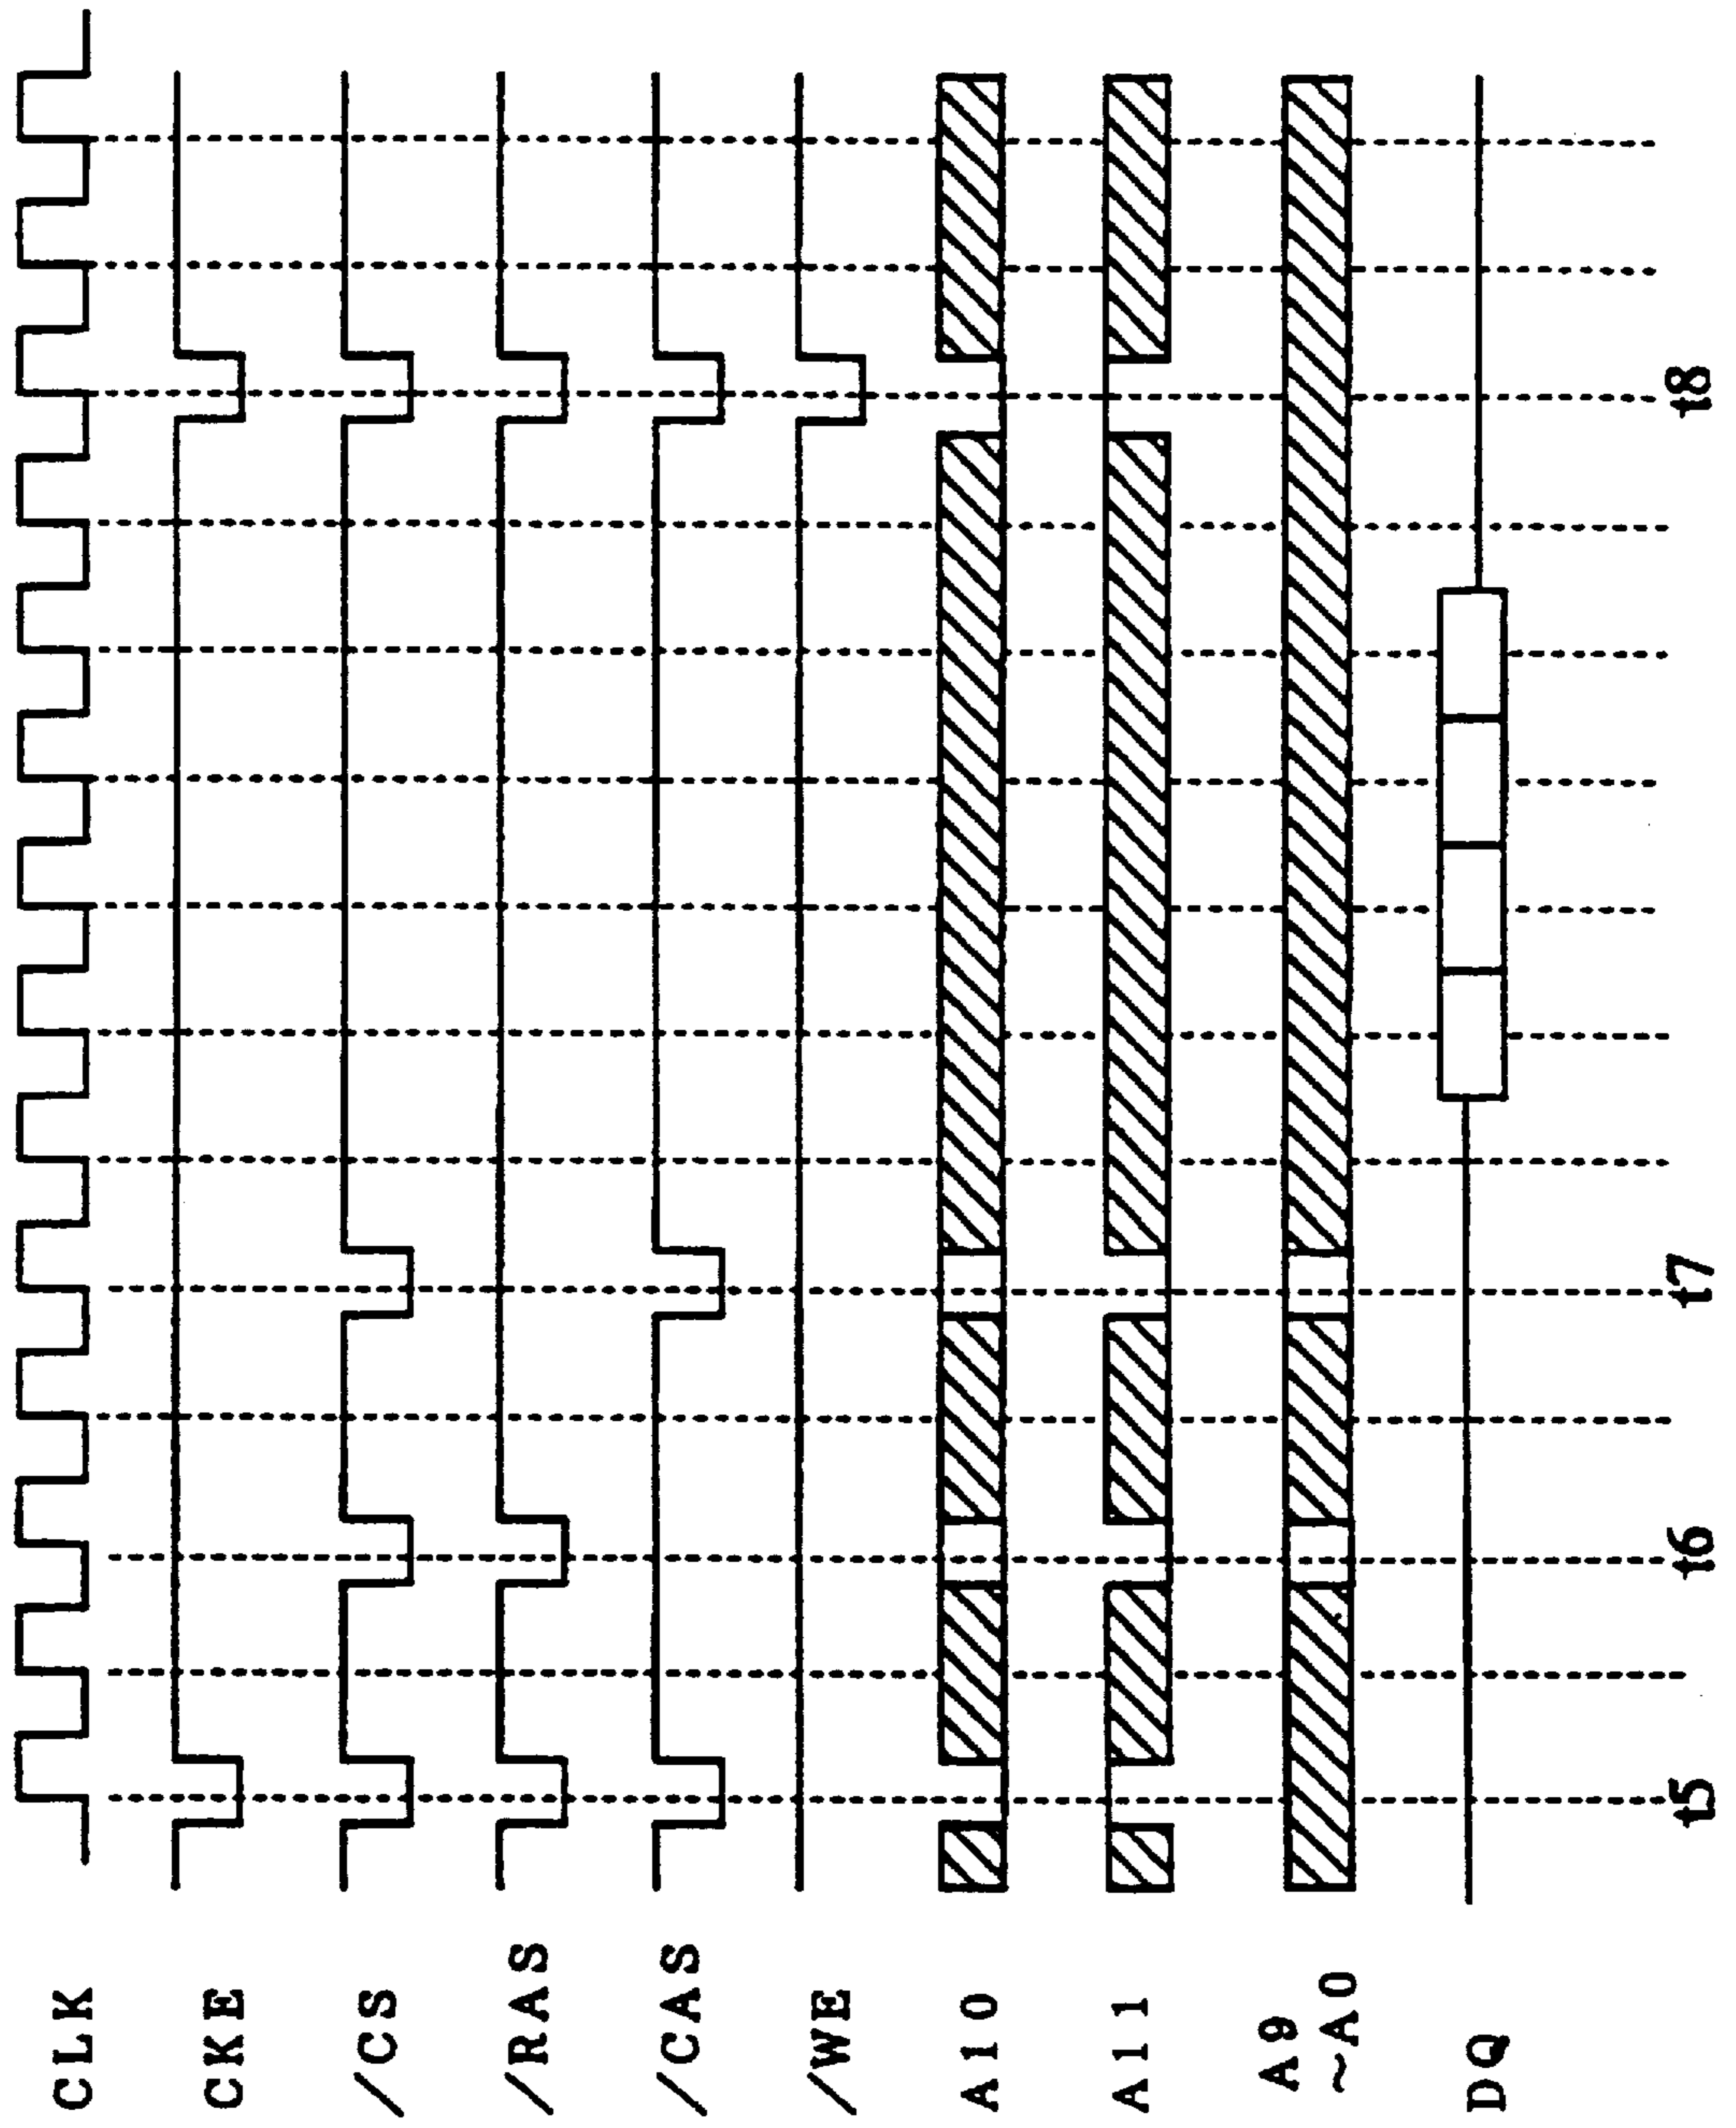 CLK
CKE
/CS
/RAS
/CAS
/WE
A10
A11
A9
~A0
DQ
t5
t6
t7
t8